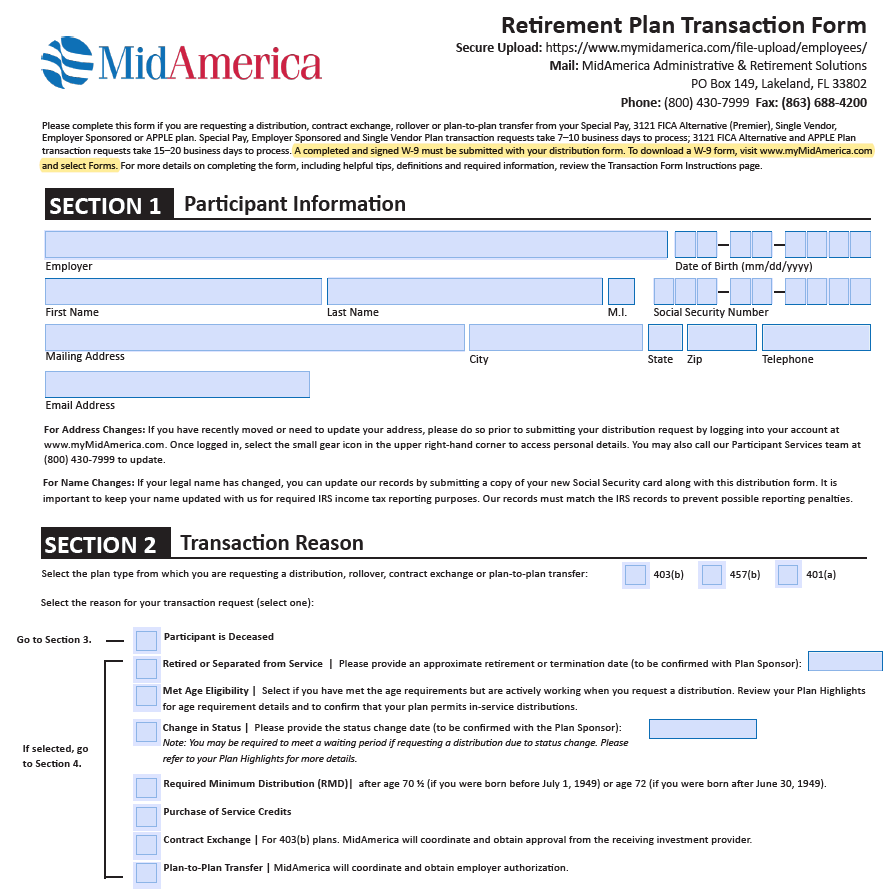 Retirement Plan Transaction Form
MidAmerica
Secure Upload: https://www.mymidamerica.com/file-upload/employees/
Mail: MidAmerica Administrative & Retirement Solutions
PO Box 149, Lakeland, FL 33802
Phone: (800) 430-7999 Fax: (863) 688-4200
Please complete this form if you are requesting a distribution, contract exchange, rollover or plan-to-plan transfer from your Special Pay, 3121 FICA Alternative (Premier), Single Vendor,
Employer Sponsored or APPLE plan. Special Pay, Employer Sponsored and Single Vendor Plan transaction requests take 7–10 business days to process; 3121 FICA Alternative and APPLE Plan
transaction requests take 15–20 business days to process. A completed and signed W-9 must be submitted with your distribution form. To download a W-9 form, visit www.myMidAmerica.com
and select Forms. For more details on completing the form, including helpful tips, definitions and required information, review the Transaction Form Instructions page.
SECTION 1 Participant Information
Employer
Date of Birth (mm/dd/yyyy)
First Name
Last Name
M.I.
Social Security Number
Mailing Address
City
State
Zip
Telephone
Email Address
For Address Changes: If you have recently moved or need to update your address, please do so prior to submitting your distribution request by logging into your account at
www.myMidAmerica.com. Once logged in, select the small gear icon in the upper right-hand corner to access personal details. You may also call our Participant Services team at
(800) 430-7999 to update.
For Name Changes: If your legal name has changed, you can update our records by submitting a copy of your new Social Security card along with this distribution form. It is
important to keep your name updated with us for required IRS income tax reporting purposes. Our records must match the IRS records to prevent possible reporting penalties.
SECTION 2 Transaction Reason
Select the plan type from which you are requesting a distribution, rollover, contract exchange or plan-to-plan transfer: 403(b) 457(b) 401(a)
Select the reason for your transaction request (select one):
Go to Section 3.
Participant is Deceased
Retired or Separated from Service | Please provide an approximate retirement or termination date (to be confirmed with Plan Sponsor):
Met Age Eligibility | Select if you have met the age requirements but are actively working when you request a distribution. Review your Plan Highlights
for age requirement details and to confirm that your plan permits in-service distributions.
Change in Status | Please provide the status change date (to be confirmed with the Plan Sponsor):
Note: You may be required to meet a waiting period if requesting a distribution due to status change. Please
refer to your Plan Highlights for more details.
If selected, go
to Section 4.
Required Minimum Distribution (RMD)| after age 70 ½ (if you were born before July 1, 1949) or age 72 (if you were born after June 30, 1949).
Purchase of Service Credits
Contract Exchange | For 403(b) plans. MidAmerica will coordinate and obtain approval from the receiving investment provider.
Plan-to-Plan Transfer | MidAmerica will coordinate and obtain employer authorization.